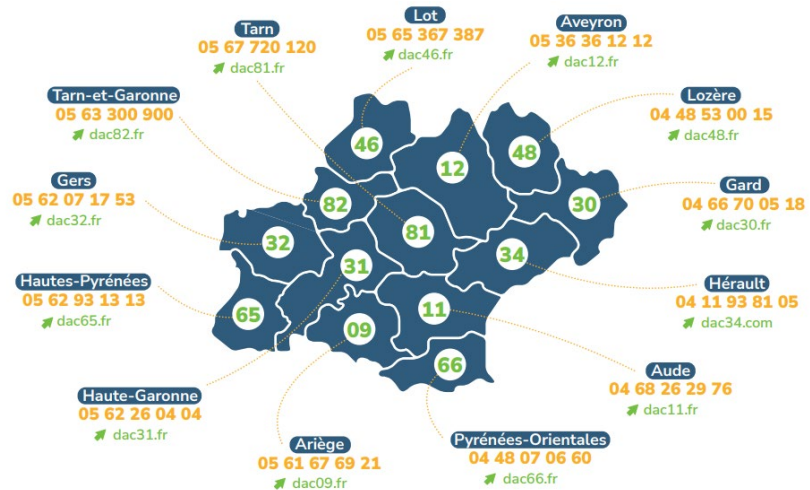 Lot
05 65 367 387
dac46.fr
Aveyron
05 36 36 12 12
dac12.fr
Tarn
05 67 720 120
dac81.fr
Tarn-et-Garonne
05 63 300 900
dac82.fr
Lozère
04 48 53 00 15
dac48.fr
Gers
05 62 07 17 53
dac32.fr
Gard
04 66 70 05 18
dac30.fr
Hautes-Pyrénées
05 62 93 13 13
dac65.fr
Hérault
04 11 93 81 05
dac34.com
46
12
48
82
30
32
81
31
34
65
09
11
66
Haute-Garonne
05 62 26 04 04
dac31.fr
Aude
04 68 26 29 76
dac11.fr
Ariège
05 61 67 69 21
dac09.fr
Pyrénées-Orientales
04 48 07 06 60
dac66.fr